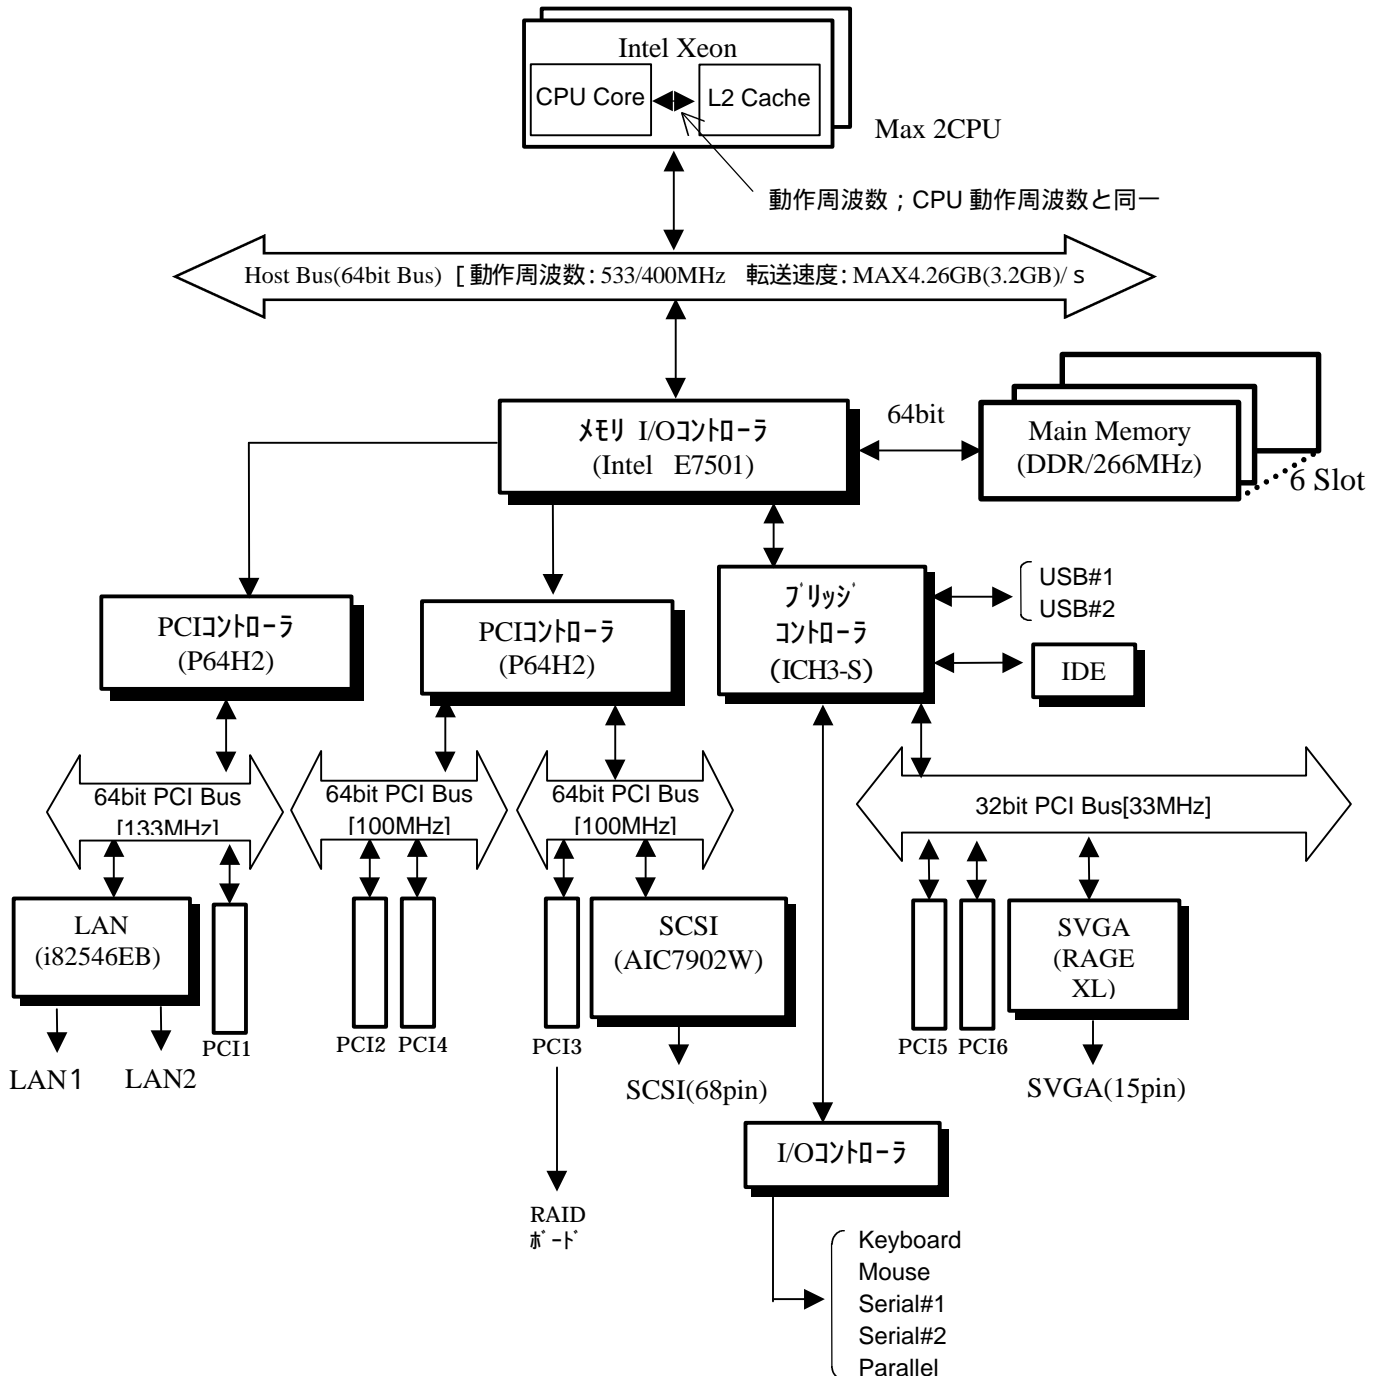 Intel Xeon
CPU Core
L2 Cache
Max 2CPU
動作周波数；CPU 動作周波数と同一
Host Bus(64bit Bus) [ 動作周波数: 533/400MHz 転送速度: MAX4.26GB(3.2GB)/ s
ﾒﾓﾘ I/Oｺﾝﾄﾛｰﾗ
(Intel E7501)
64bit
Main Memory
(DDR/266MHz)
6 Slot
PCIｺﾝﾄﾛｰﾗ
(P64H2)
PCIｺﾝﾄﾛｰﾗ
(P64H2)
ﾌﾞﾘｯｼﾞ
ｺﾝﾄﾛｰﾗ
(ICH3-S)
USB#1
USB#2
IDE
64bit PCI Bus
[133MHz]
64bit PCI Bus
[100MHz]
64bit PCI Bus
[100MHz]
32bit PCI Bus[33MHz]
LAN
(i82546EB)
PCI1
PCI2
PCI4
PCI3
SCSI
(AIC7902W)
PCI5
PCI6
SVGA
(RAGE
XL)
LAN1
LAN2
SCSI(68pin)
SVGA(15pin)
I/Oｺﾝﾄﾛｰﾗ
RAID
ﾎﾞｰﾄﾞ
Keyboard
Mouse
Serial#1
Serial#2
Parallel